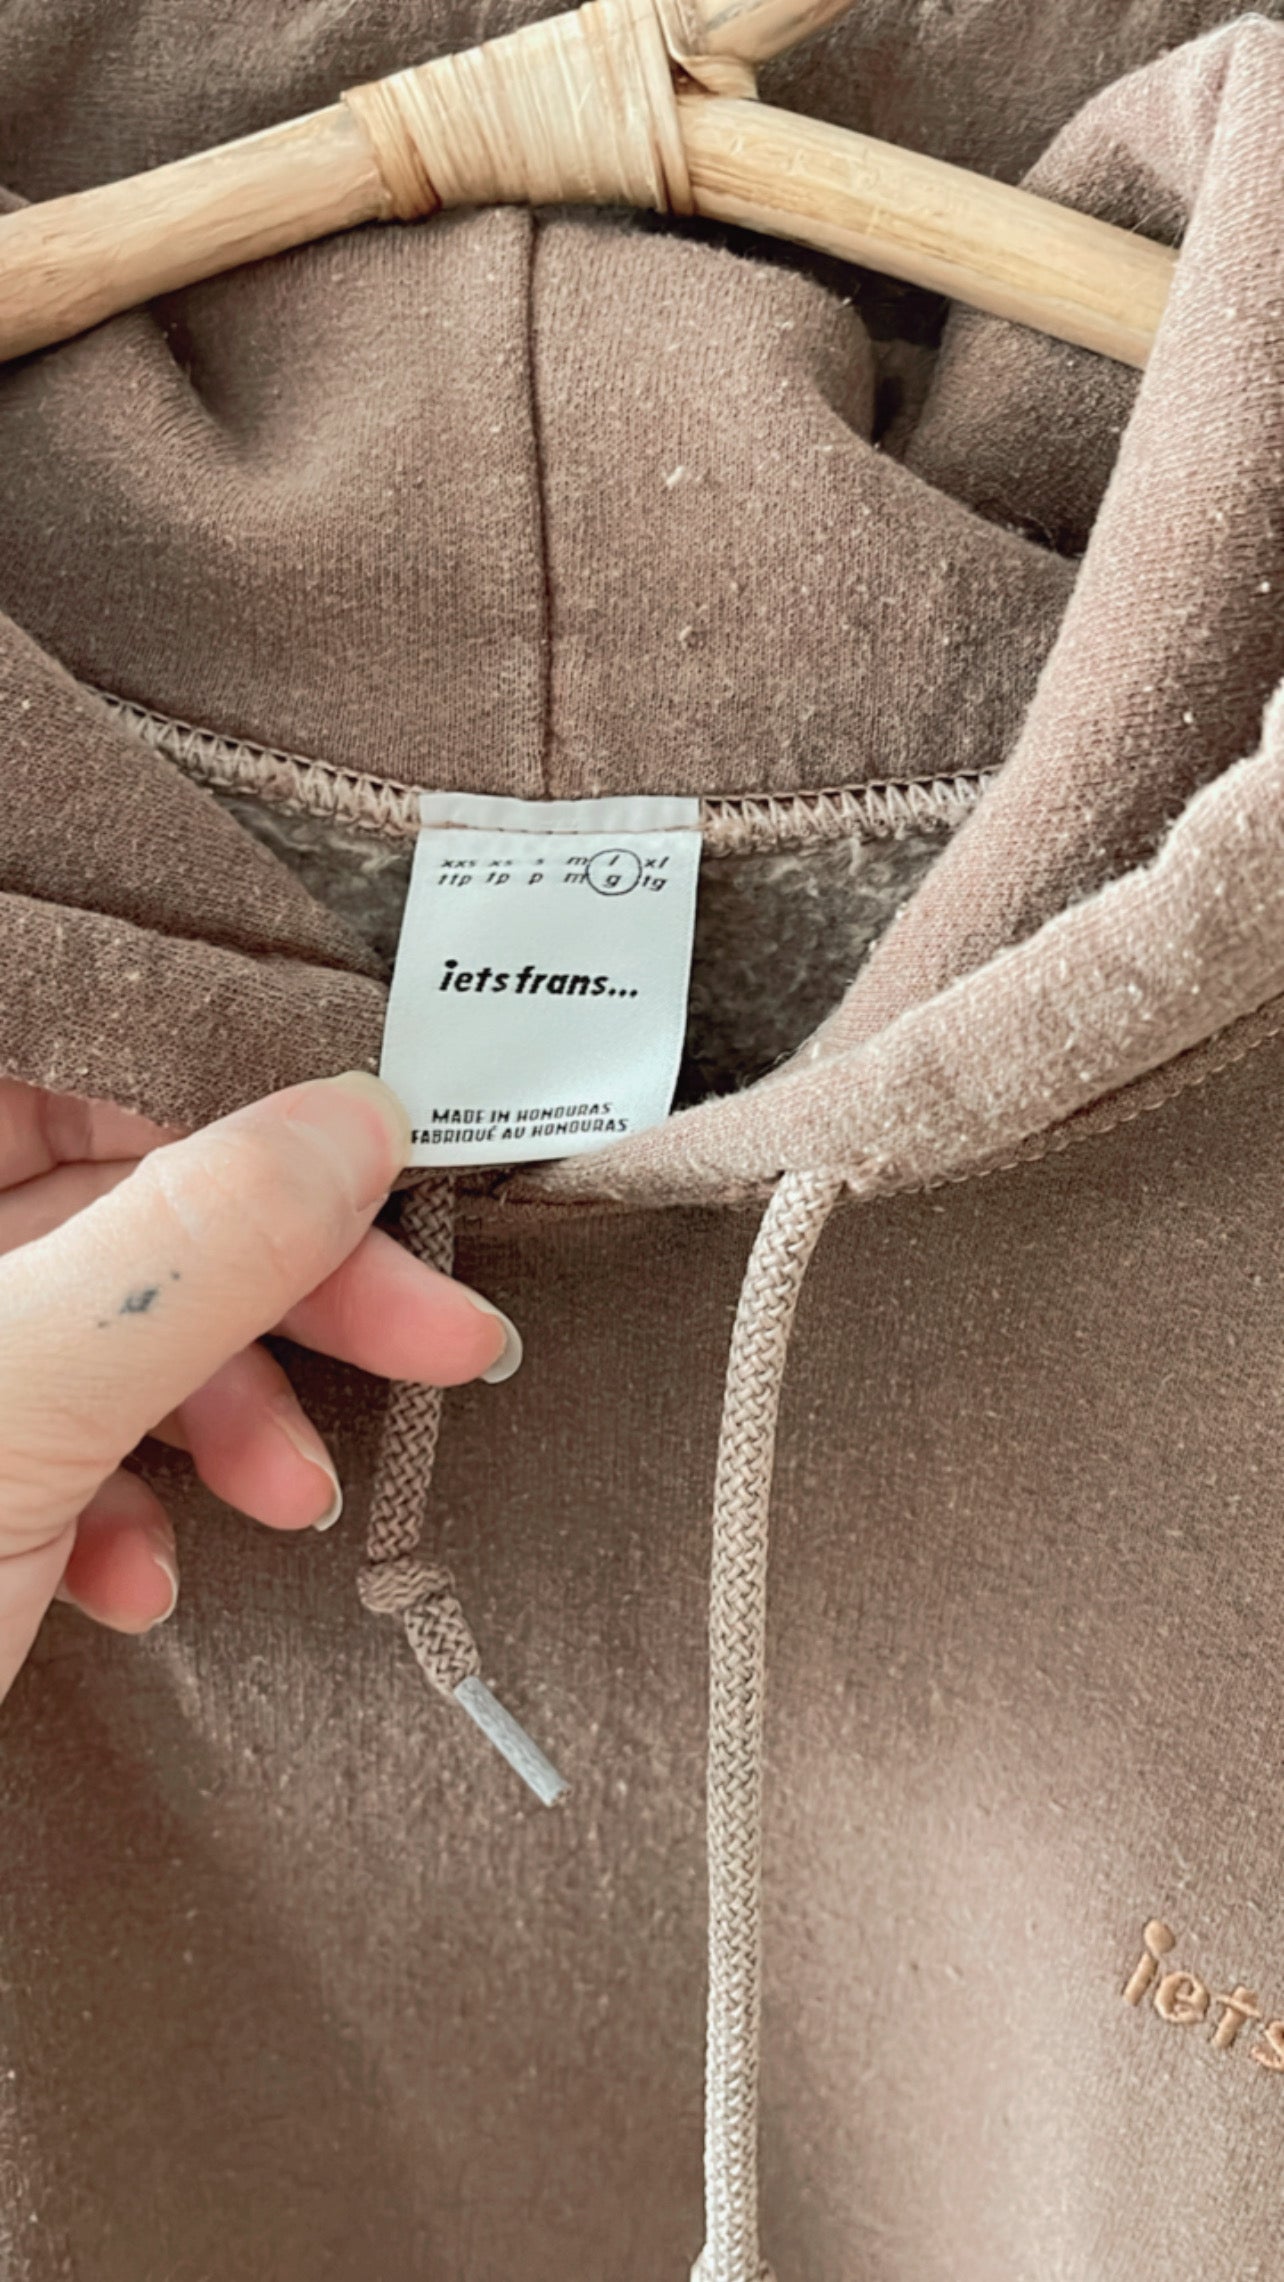 xxs xs s m l xl
ttp tp p m g tg
iets frans...
MADE IN HONDURAS
FABRIQUÉ AU HONDURAS
iets